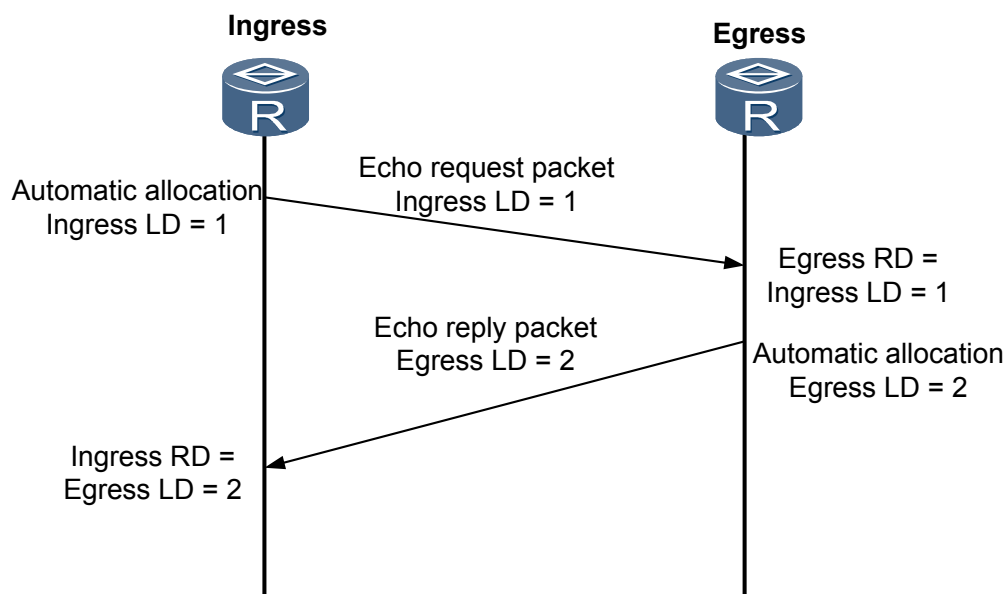 Ingress
Egress
R
R
Echo request packet
Ingress LD = 1
Automatic allocation
Ingress LD = 1
Egress RD =
Ingress LD = 1
Echo reply packet
Egress LD = 2
Automatic allocation
Egress LD = 2
Ingress RD =
Egress LD = 2